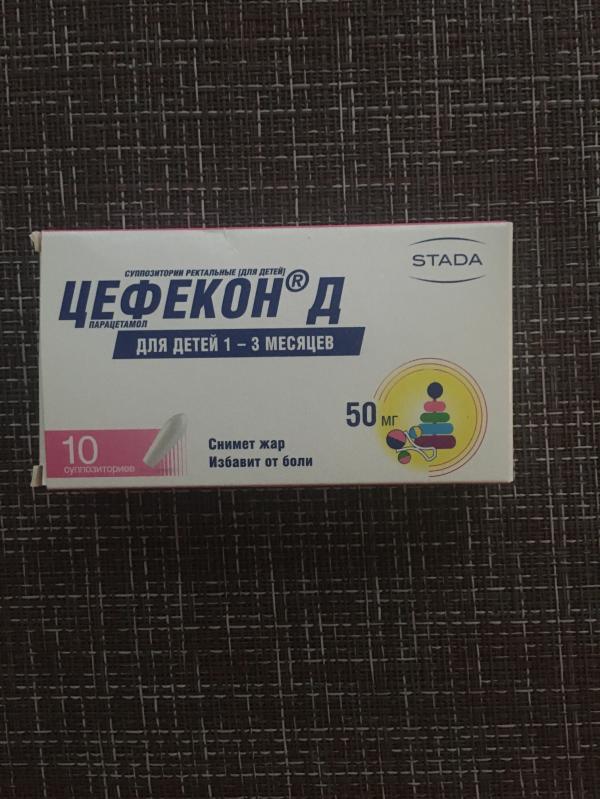 STADA
СУППОЗИТОРИИ РЕКТАЛЬНЫЕ [ДЛЯ ДЕТЕЙ]
ЦЕФЕКОН® Д
ПАРАЦЕТАМОЛ
ДЛЯ ДЕТЕЙ 1 – 3 МЕСЯЦЕВ
50 мг
10
суппозиториев
Снимет жар
Избавит от боли